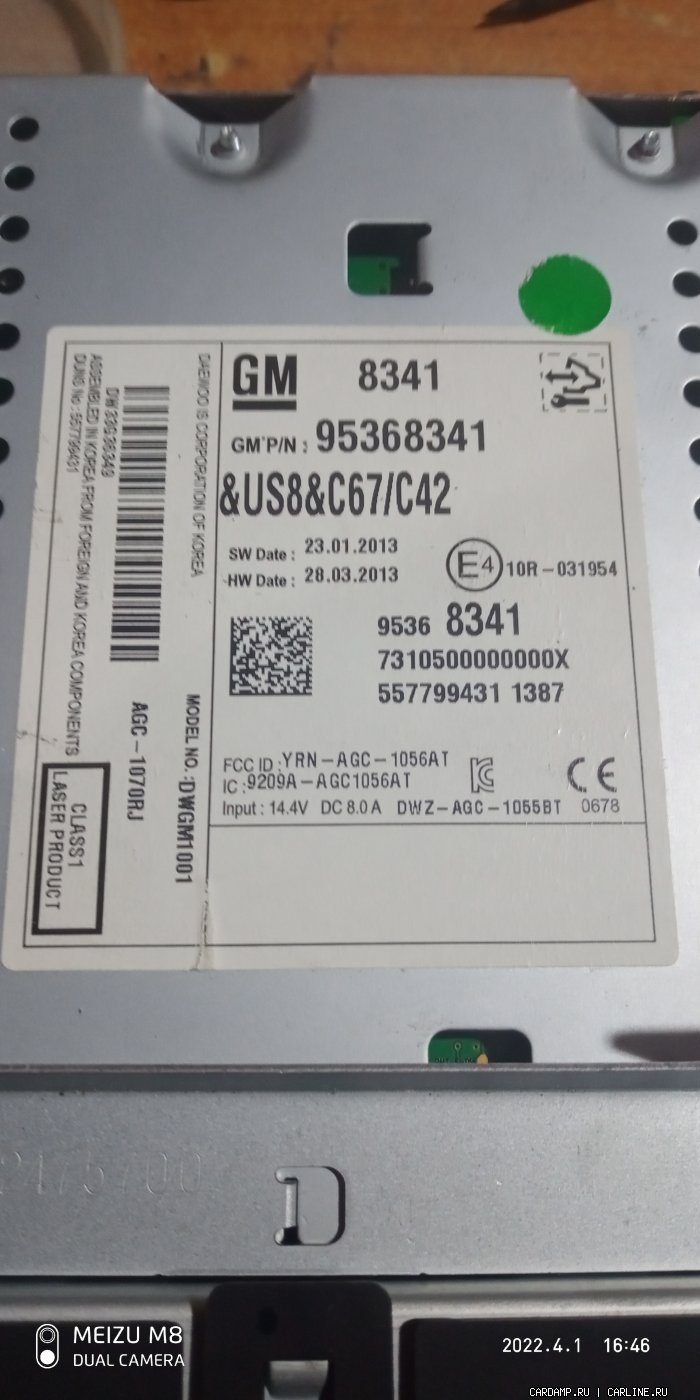 GM 8341
GM P/N : 95368341
&US8&C67/C42
SW Date : 23.01.2013
HW Date : 28.03.2013
E4 10R-031954
9536 8341
7310500000000X
557799431 1387
FCC ID :YRN-AGC-1056AT
IC :9209A-AGC1056AT
Input : 14.4V DC 8.0 A DWZ-AGC-1055BT
CE
0678
DAEWOO IS CORPORATION OF KOREA
MODEL NO. :DWGM1001
AGC-1070RJ
ASSEMBLED IN KOREA FROM FOREIGN AND KOREA COMPONENTS
DUNS No : 557799431
CLASS1
LASER PRODUCT
D
MEIZU M8
DUAL CAMERA
2022.4.1 16:46
CARDAMP.RU | CARLINE.RU